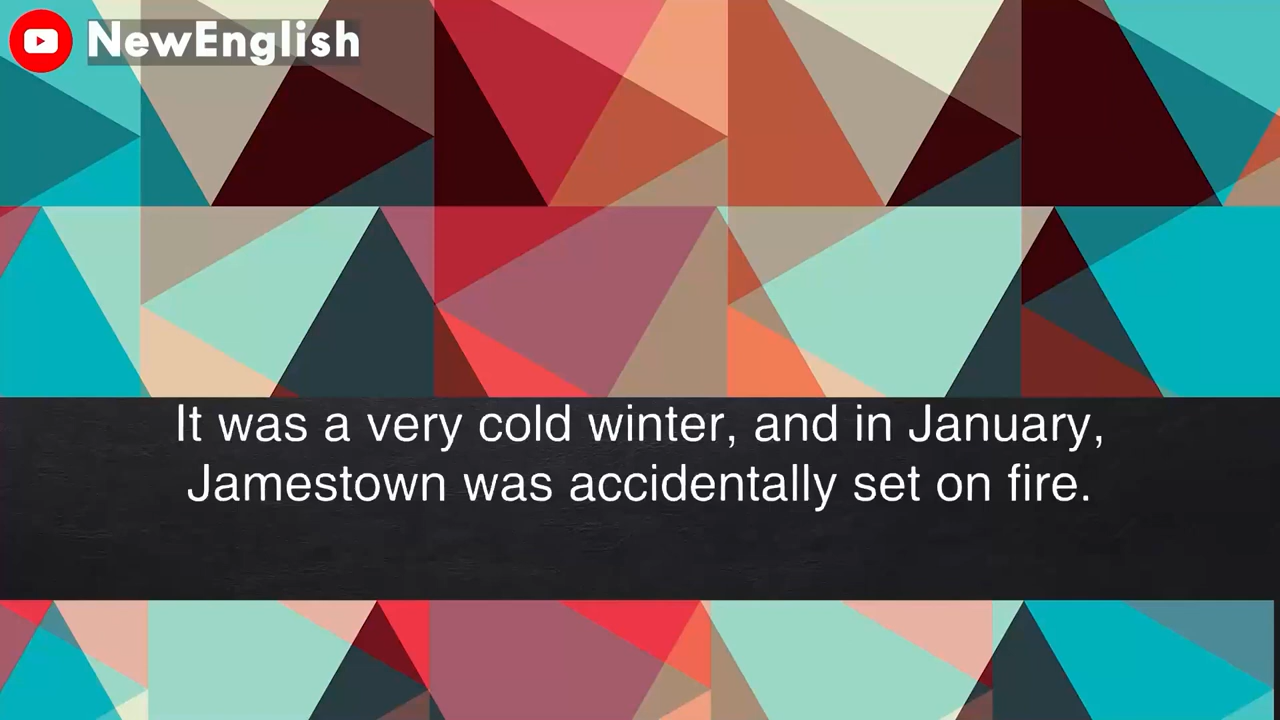 NewEnglish
It was a very cold winter, and in January,
Jamestown was accidentally set on fire.